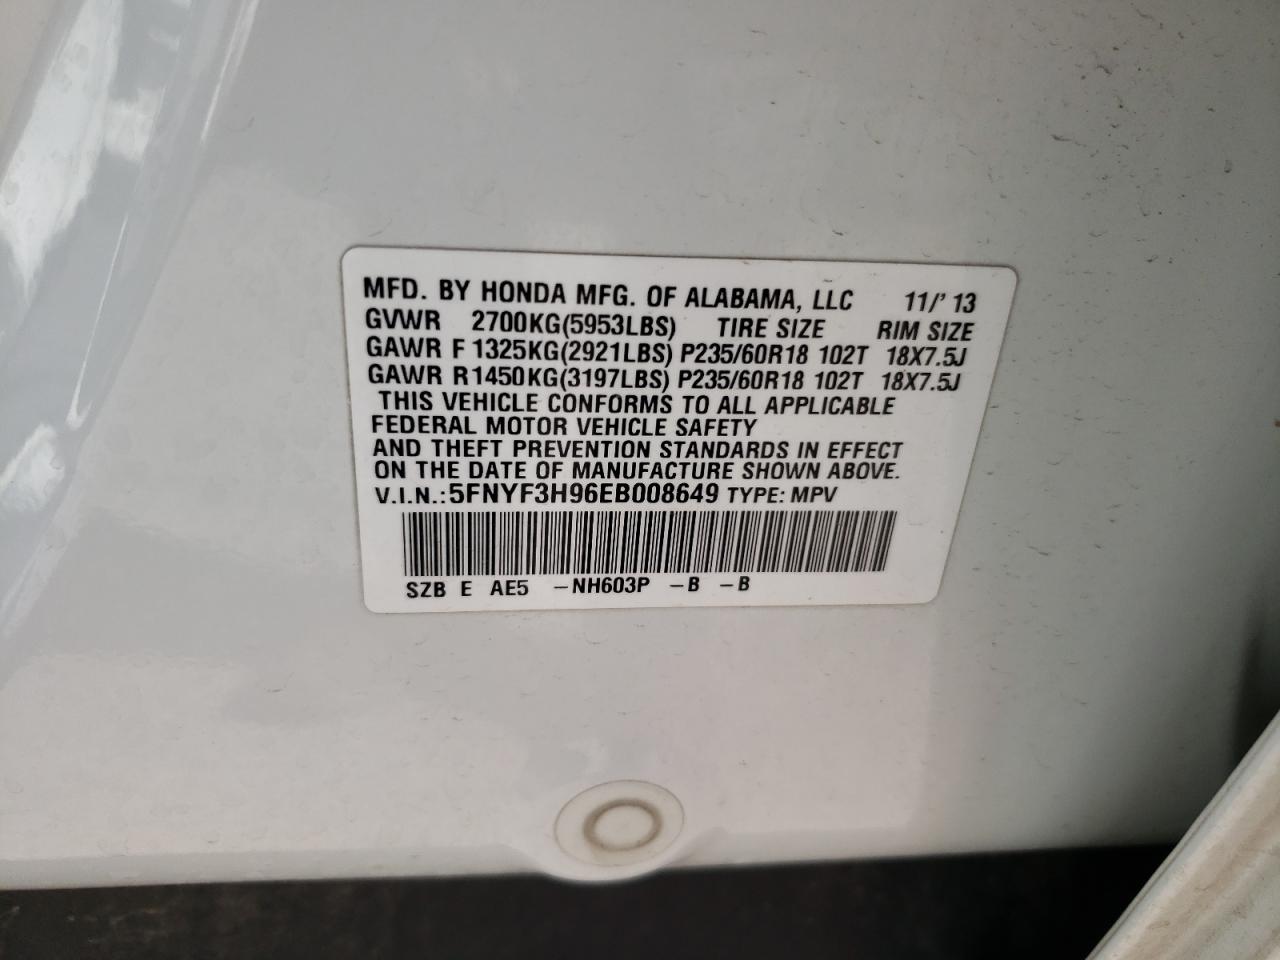 MFD. BY HONDA MFG. OF ALABAMA, LLC 11/' 13
GVWR 2700KG(5953LBS) TIRE SIZE RIM SIZE
GAWR F 1325KG(2921LBS) P235/60R18 102T 18X7.5J
GAWR R1450KG(3197LBS) P235/60R18 102T 18X7.5J
THIS VEHICLE CONFORMS TO ALL APPLICABLE
FEDERAL MOTOR VEHICLE SAFETY
AND THEFT PREVENTION STANDARDS IN EFFECT
ON THE DATE OF MANUFACTURE SHOWN ABOVE.
V.I.N.:5FNYF3H96EB008649 TYPE: MPV
SZB E AE5 -NH603P -B -B